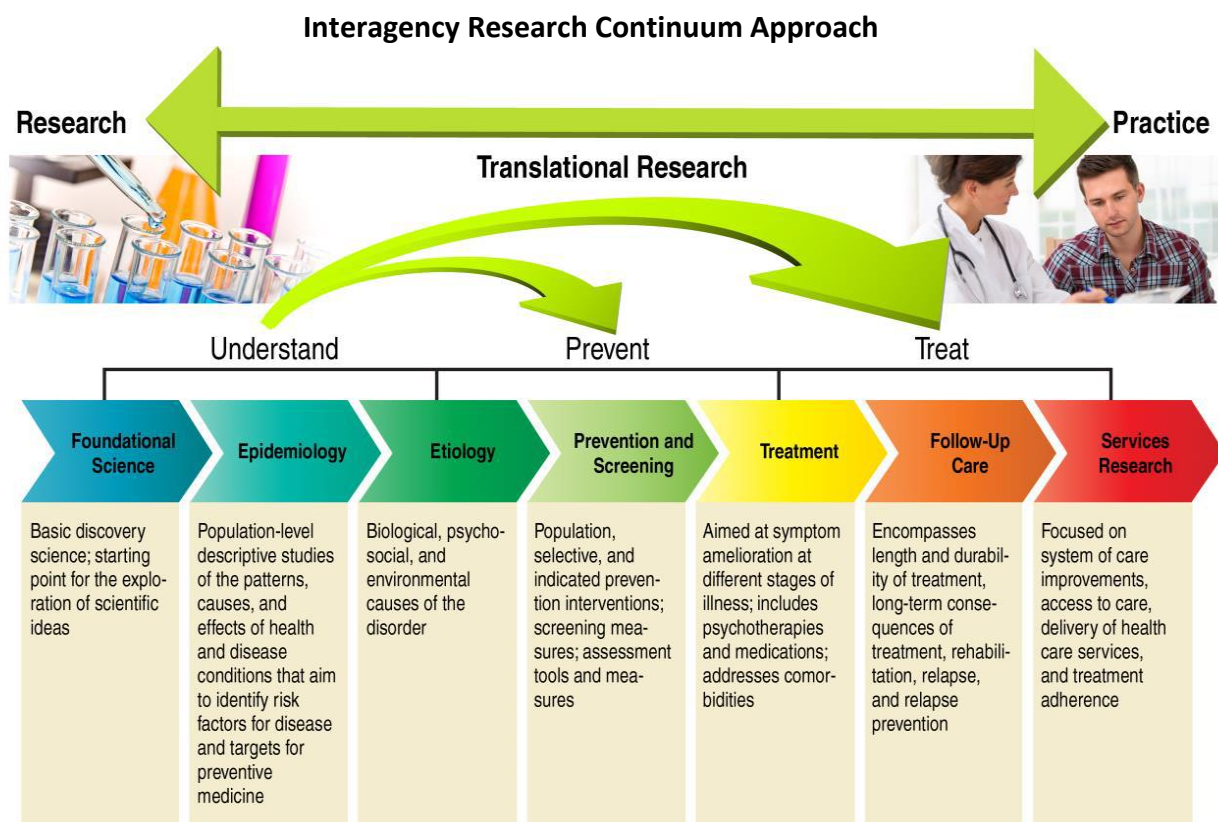 Interagency Research Continuum Approach
Research
Practice
Translational Research
Understand
Prevent
Treat
Foundational
Science
Epidemiology
Etiology
Prevention and
Screening
Treatment
Follow-Up
Care
Services
Research
Basic discovery
science; starting
point for the explo-
ration of scientific
ideas
Population-level
descriptive studies
of the patterns,
causes, and
effects of health
and disease
conditions that aim
to identify risk
factors for disease
and targets for
preventive
medicine
Biological, psycho-
social, and
environmental
causes of the
disorder
Population,
selective, and
indicated preven-
tion interventions;
screening mea-
sures; assessment
tools and mea-
sures
Aimed at symptom
amelioration at
different stages of
illness; includes
psychotherapies
and medications;
addresses comor-
bidities
Encompasses
length and durabil-
ity of treatment,
long-term conse-
quences of
treatment, rehabili-
tation, relapse,
and relapse
prevention
Focused on
system of care
improvements,
access to care,
delivery of health
care services,
and treatment
adherence